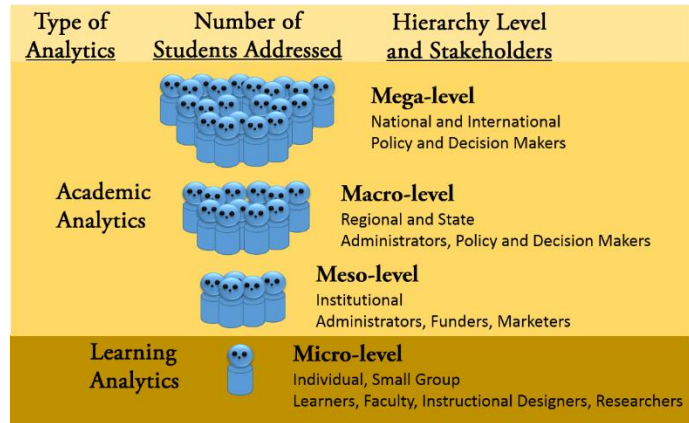 Type of
Analytics
Number of
Students Addressed
Hierarchy Level
and Stakeholders
Mega-level
National and International
Policy and Decision Makers
Academic
Analytics
Macro-level
Regional and State
Administrators, Policy and Decision Makers
Meso-level
Institutional
Administrators, Funders, Marketers
Learning
Analytics
Micro-level
Individual, Small Group
Learners, Faculty, Instructional Designers, Researchers